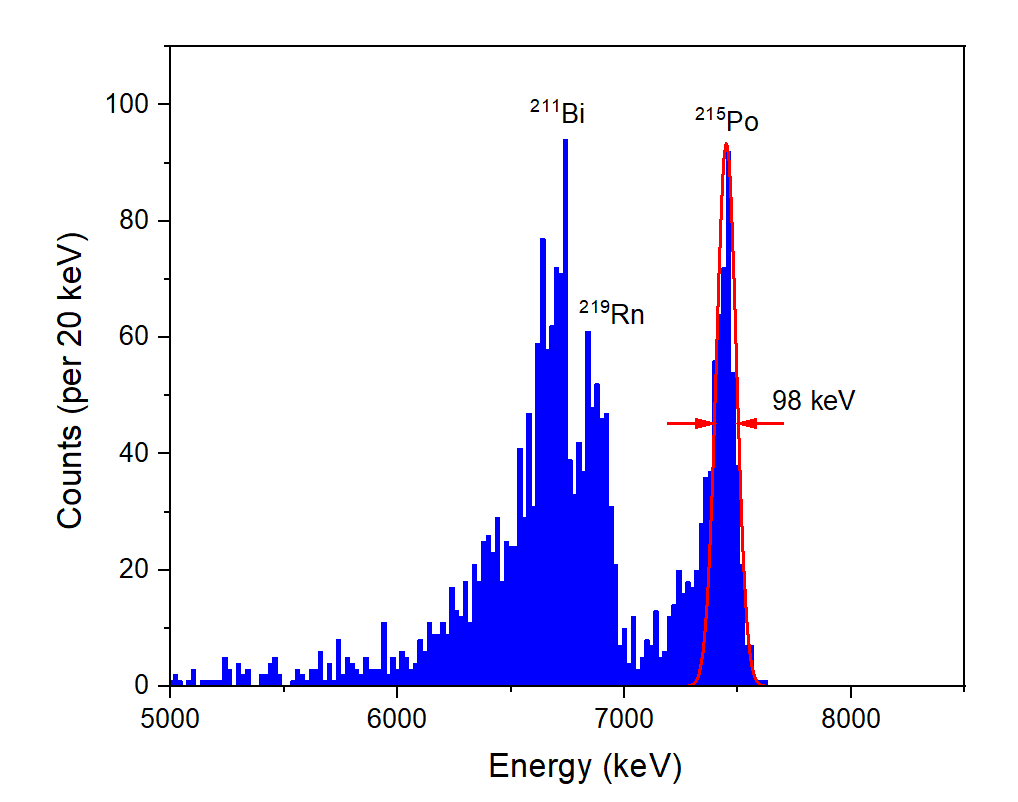 100
80
60
40
20
0
Counts (per 20 keV)
²¹¹Bi
²¹⁵Po
²¹⁹Rn
98 keV
5000 6000 7000 8000
Energy (keV)